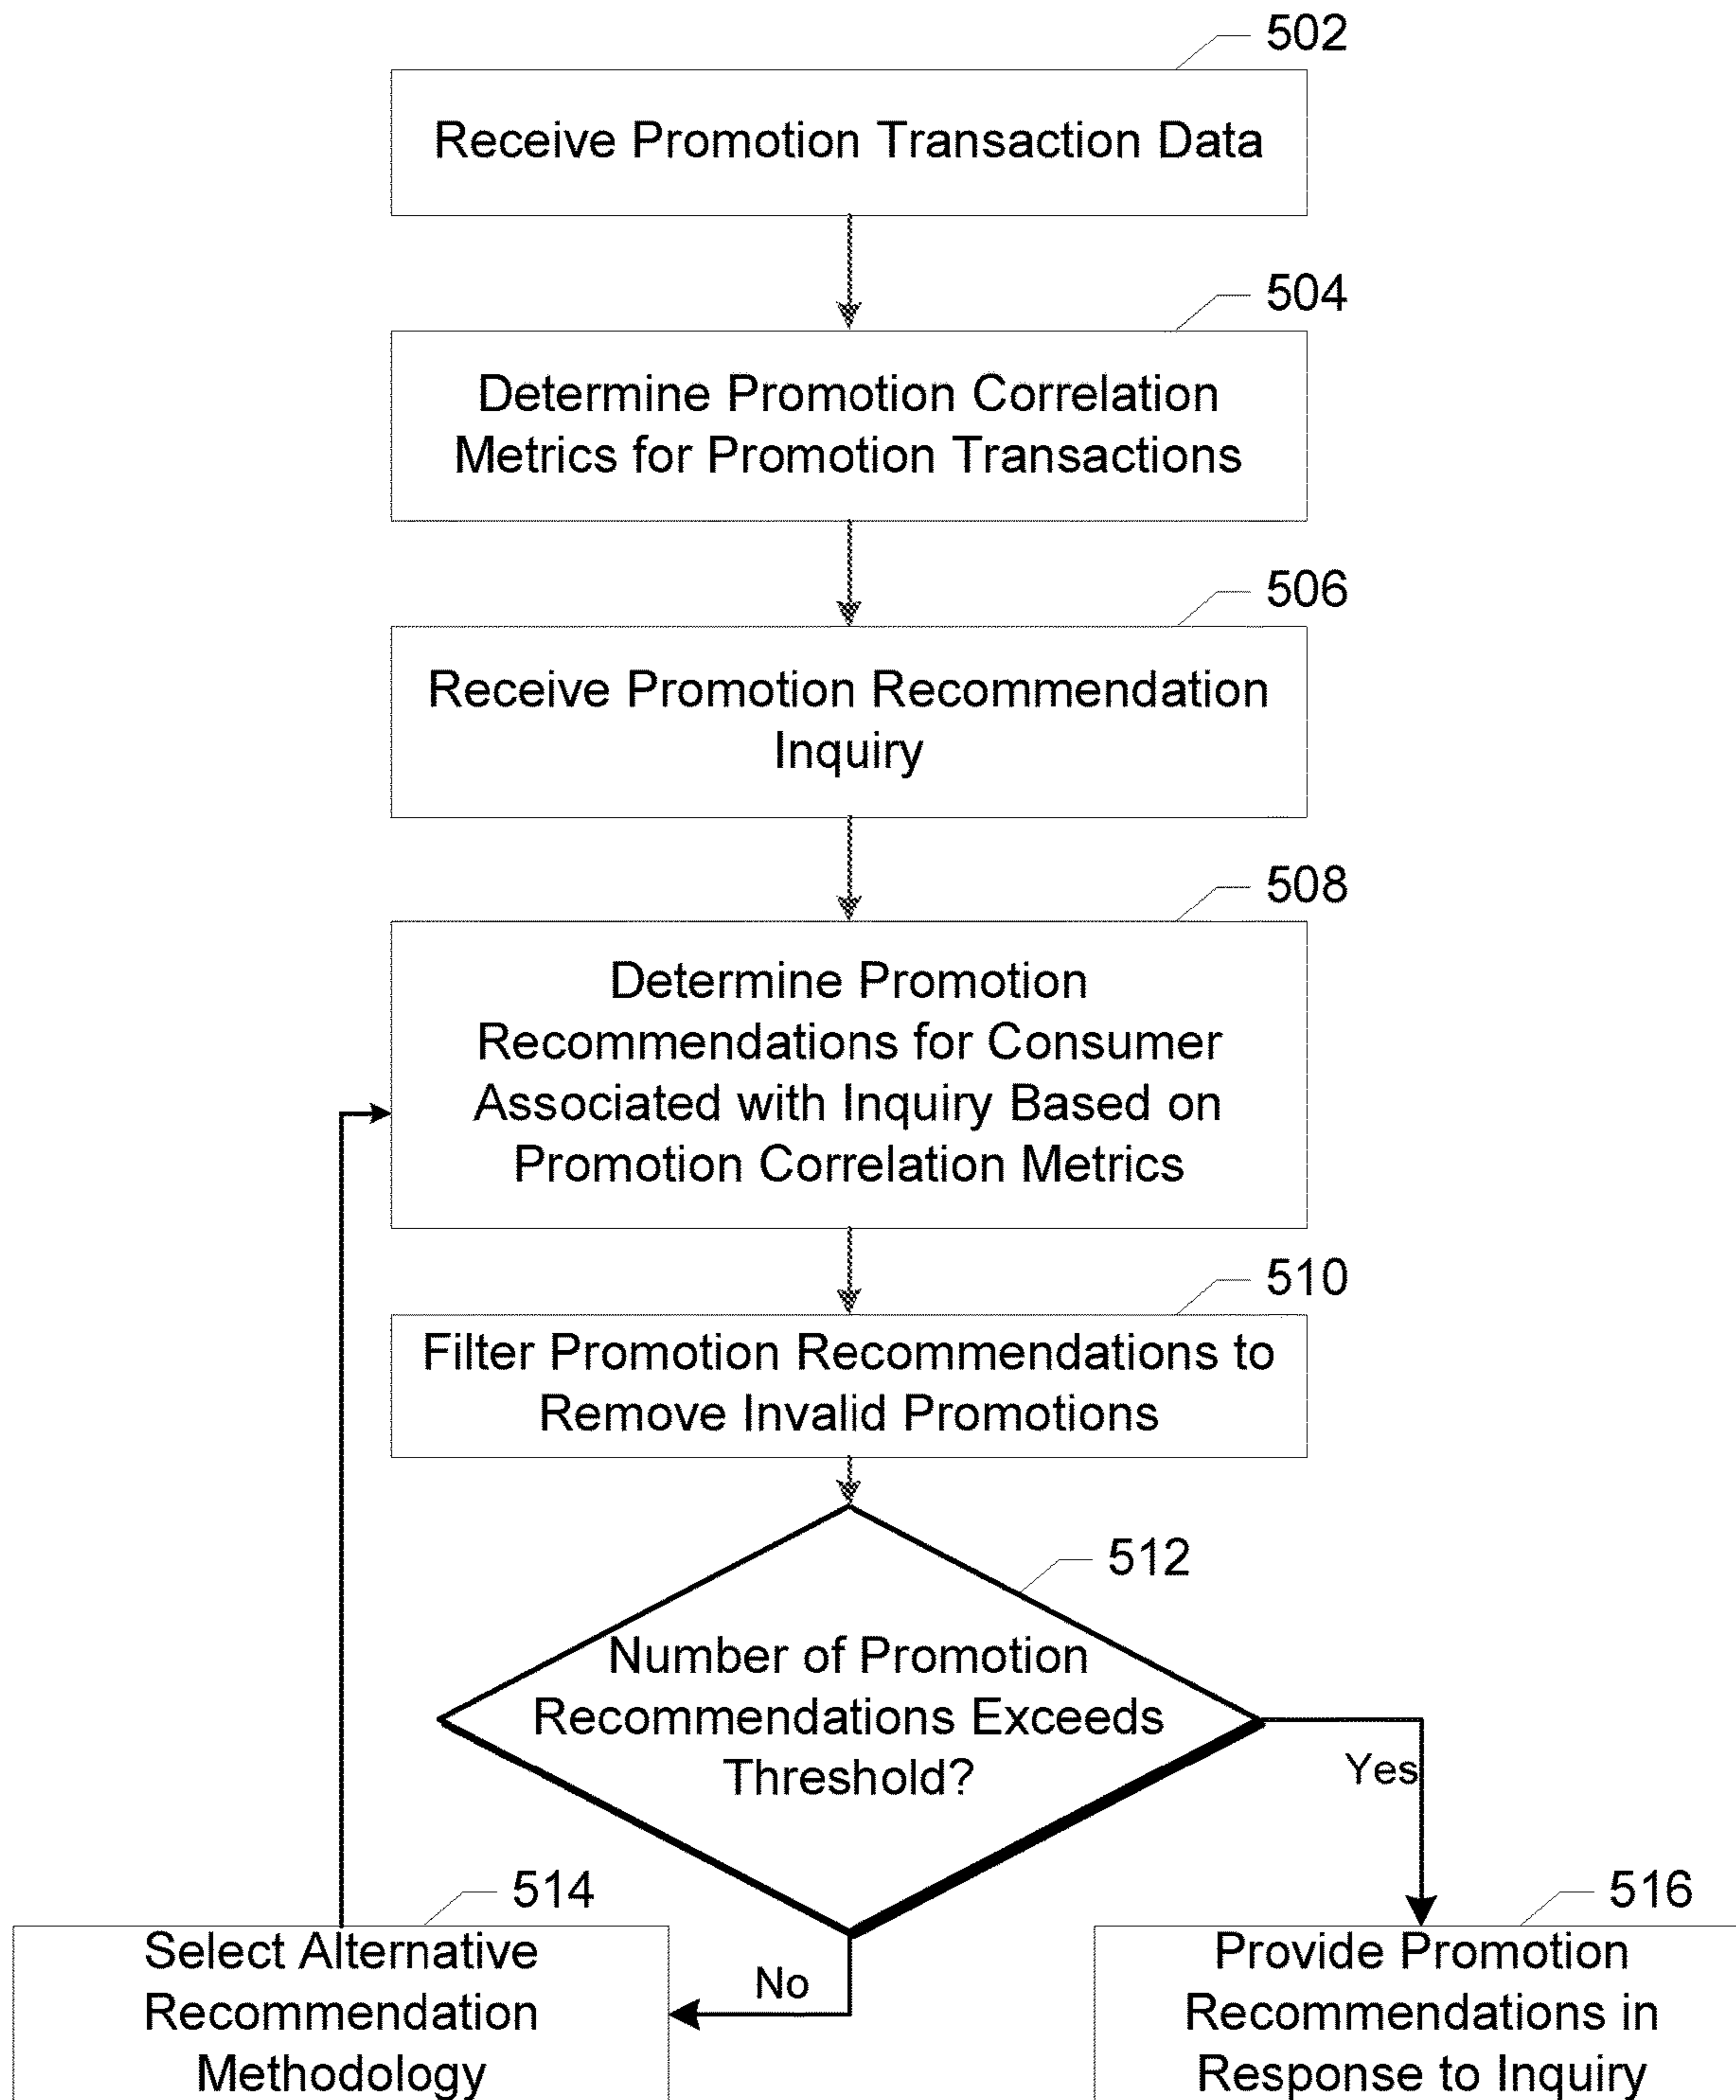 502
Receive Promotion Transaction Data
504
Determine Promotion Correlation
Metrics for Promotion Transactions
506
Receive Promotion Recommendation
Inquiry
508
Determine Promotion
Recommendations for Consumer
Associated with Inquiry Based on
Promotion Correlation Metrics
510
Filter Promotion Recommendations to
Remove Invalid Promotions
512
Number of Promotion
Recommendations Exceeds
Threshold?
Yes
No
514
Select Alternative
Recommendation
Methodology
516
Provide Promotion
Recommendations in
Response to Inquiry